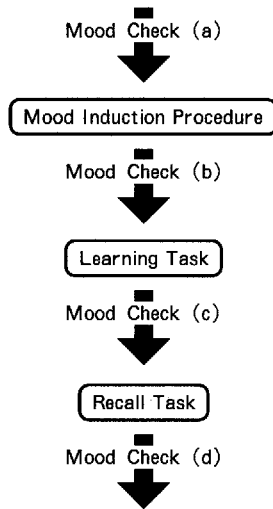 Mood Check (a)
Mood Induction Procedure
Mood Check (b)
Learning Task
Mood Check (c)
Recall Task
Mood Check (d)